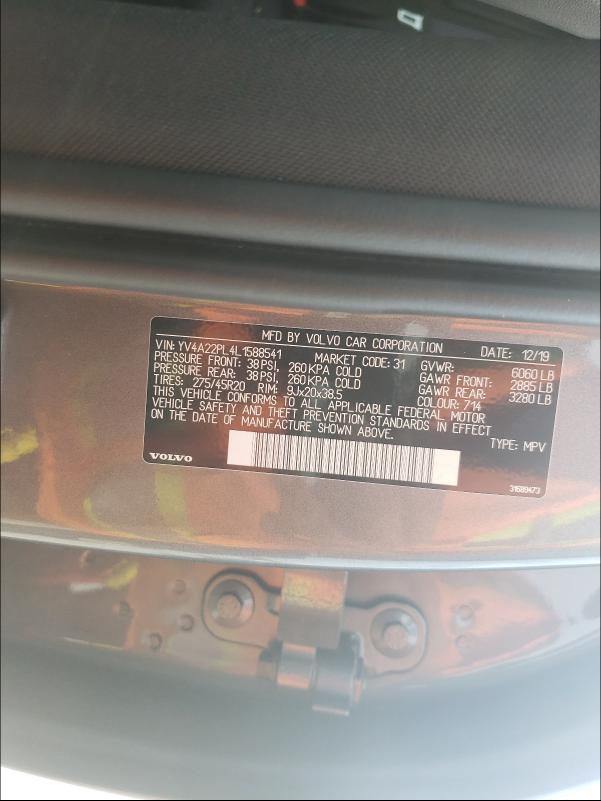 MFD BY VOLVO CAR CORPORATION DATE: 12/19
VIN: YV4A22PL4L1588541 MARKET CODE: 31 GVWR: 6060 LB
PRESSURE FRONT: 38 PSI, 260 KPA COLD GAWR FRONT: 2885 LB
PRESSURE REAR: 38 PSI, 260 KPA COLD GAWR REAR: 3280 LB
TIRES: 275/45R20 RIM: 9Jx20x38.5 COLOUR: 714
THIS VEHICLE CONFORMS TO ALL APPLICABLE FEDERAL MOTOR
VEHICLE SAFETY AND THEFT PREVENTION STANDARDS IN EFFECT
ON THE DATE OF MANUFACTURE SHOWN ABOVE.
TYPE: MPV
VOLVO
31689473